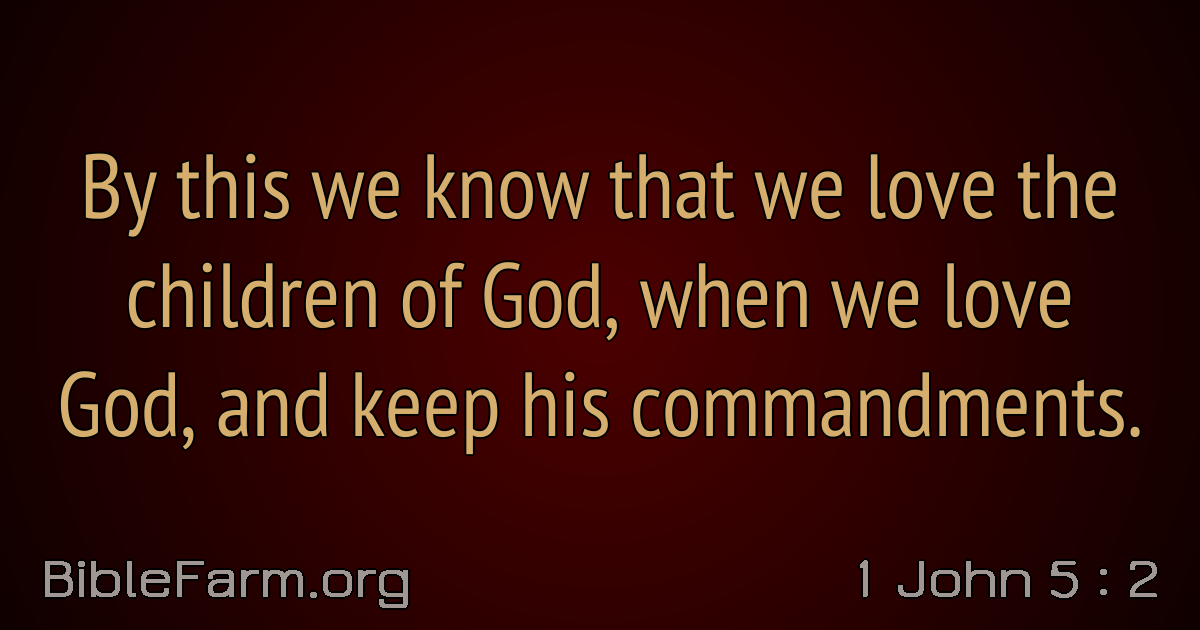 By this we know that we love the
children of God, when we love
God, and keep his commandments.
BibleFarm.org
1 John 5 : 2